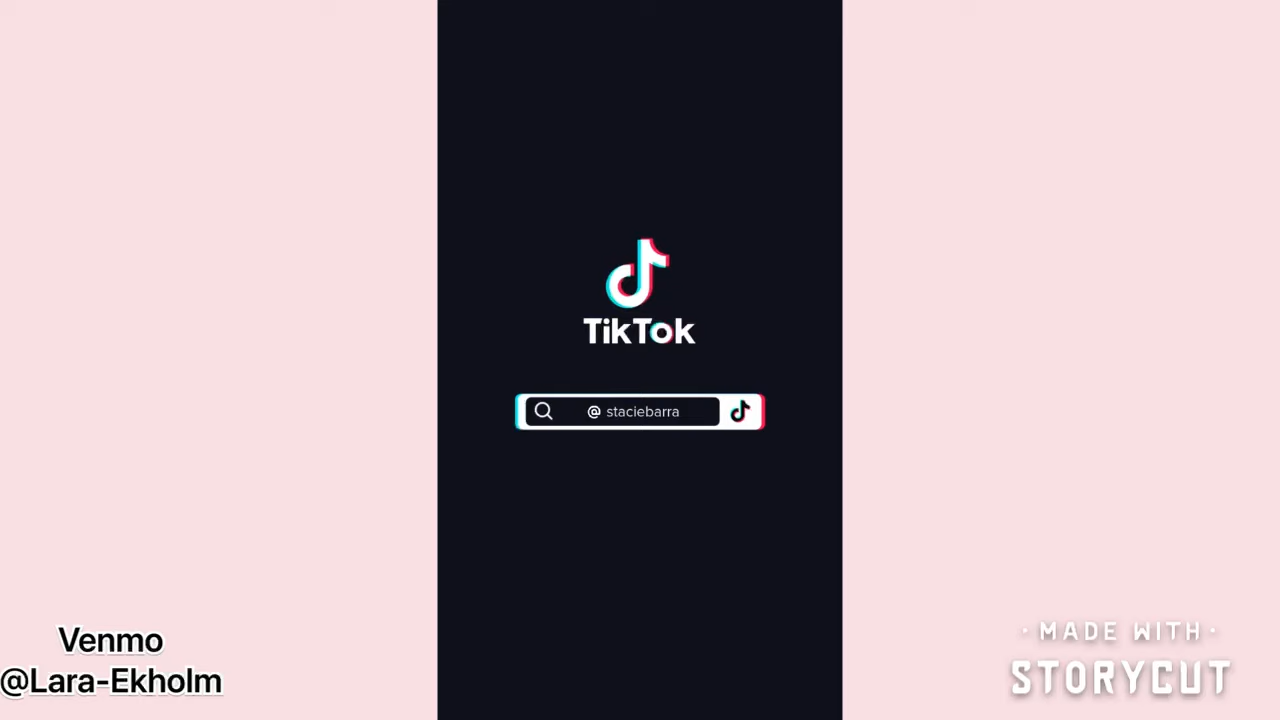 TikTok
@ staciebarra
Venmo
@Lara-Ekholm
· MADE WITH ·
STORYCUT